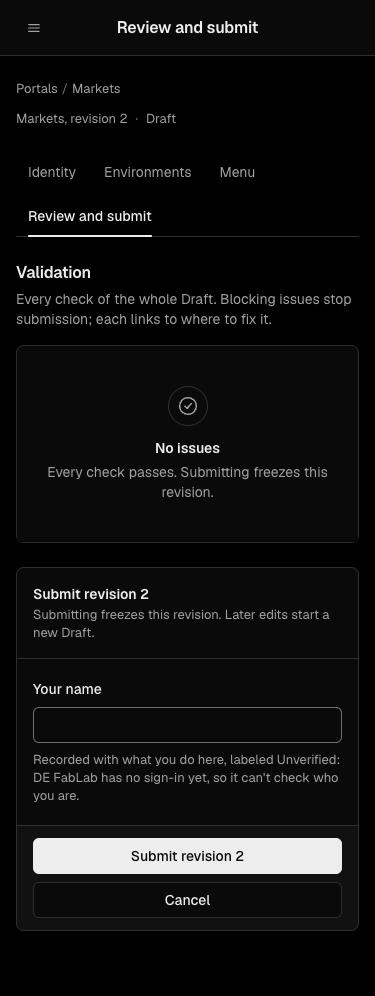 Review and submit
Portals / Markets
Markets, revision 2 · Draft
Identity Environments Menu
Review and submit
Validation
Every check of the whole Draft. Blocking issues stop
submission; each links to where to fix it.
No issues
Every check passes. Submitting freezes this
revision.
Submit revision 2
Submitting freezes this revision. Later edits start a
new Draft.
Your name
Recorded with what you do here, labeled Unverified:
DE FabLab has no sign-in yet, so it can't check who
you are.
Submit revision 2
Cancel